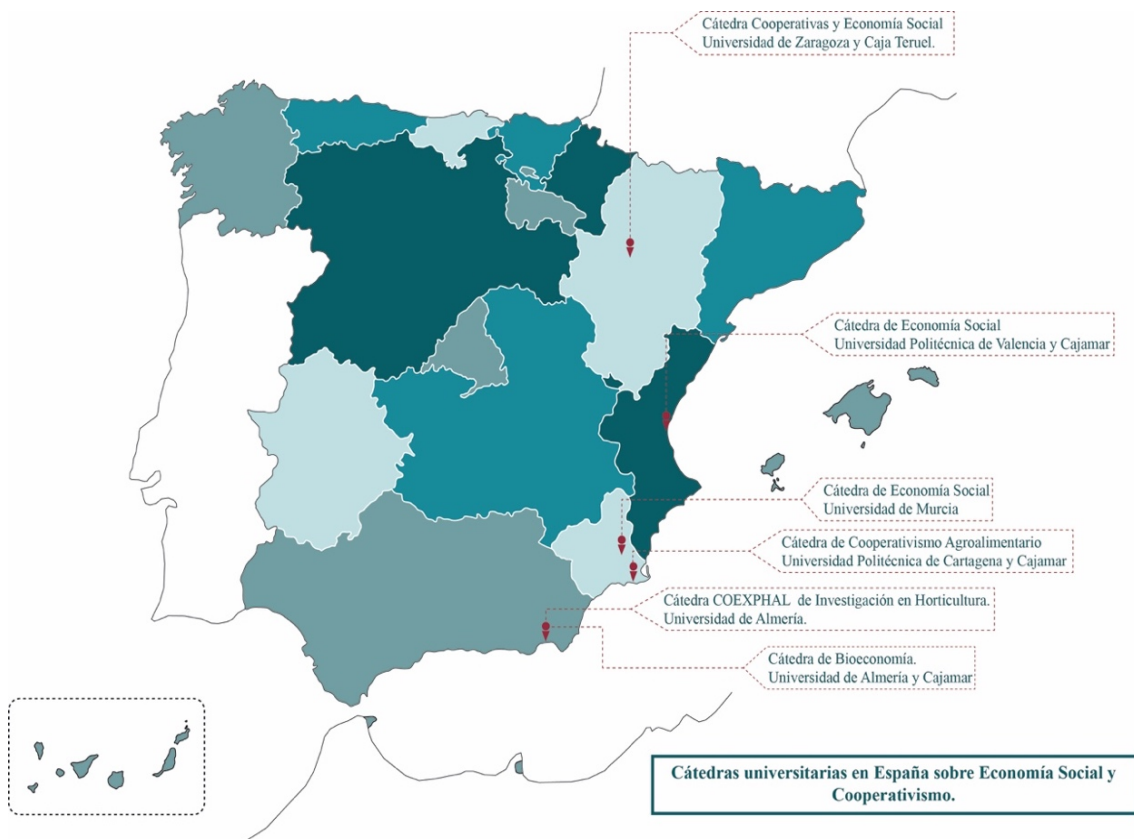 Cátedra Cooperativas y Economía Social
Universidad de Zaragoza y Caja Teruel.
Cátedra de Economía Social
Universidad Politécnica de Valencia y Cajamar
Cátedra de Economía Social
Universidad de Murcia
Cátedra de Cooperativismo Agroalimentario
Universidad Politécnica de Cartagena y Cajamar
Cátedra COEXPHAL de Investigación en Horticultura.
Universidad de Almería.
Cátedra de Bioeconomía.
Universidad de Almería y Cajamar
Cátedras universitarias en España sobre Economía Social y
Cooperativismo.